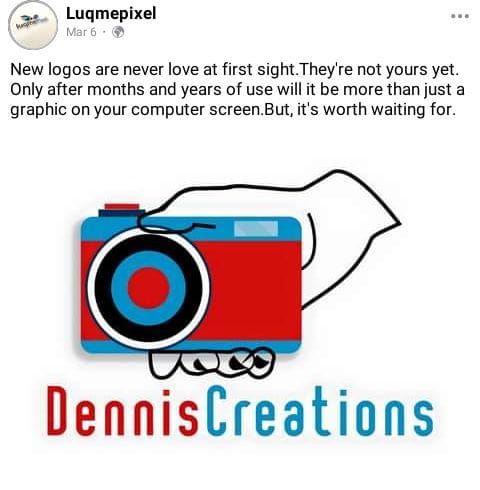 Luqmepixel
Mar 6 ·
New logos are never love at first sight.They're not yours yet.
Only after months and years of use will it be more than just a
graphic on your computer screen.But, it's worth waiting for.
DennisCreations